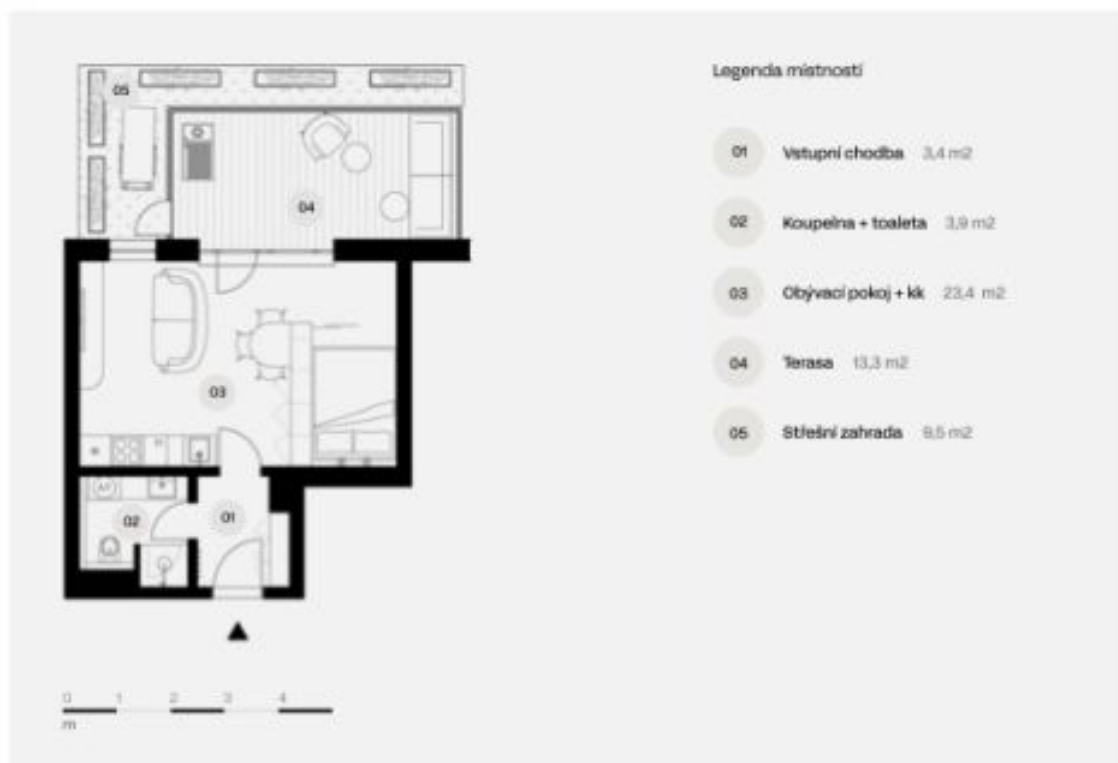 Legenda místností
01 Vstupní chodba 3,4 m2
02 Koupelna + toaleta 3,9 m2
03 Obývací pokoj + kk 23,4 m2
04 Terasa 13,3 m2
05 Střešní zahrada 9,5 m2
05
04
03
02
01
0 1 2 3 4
m